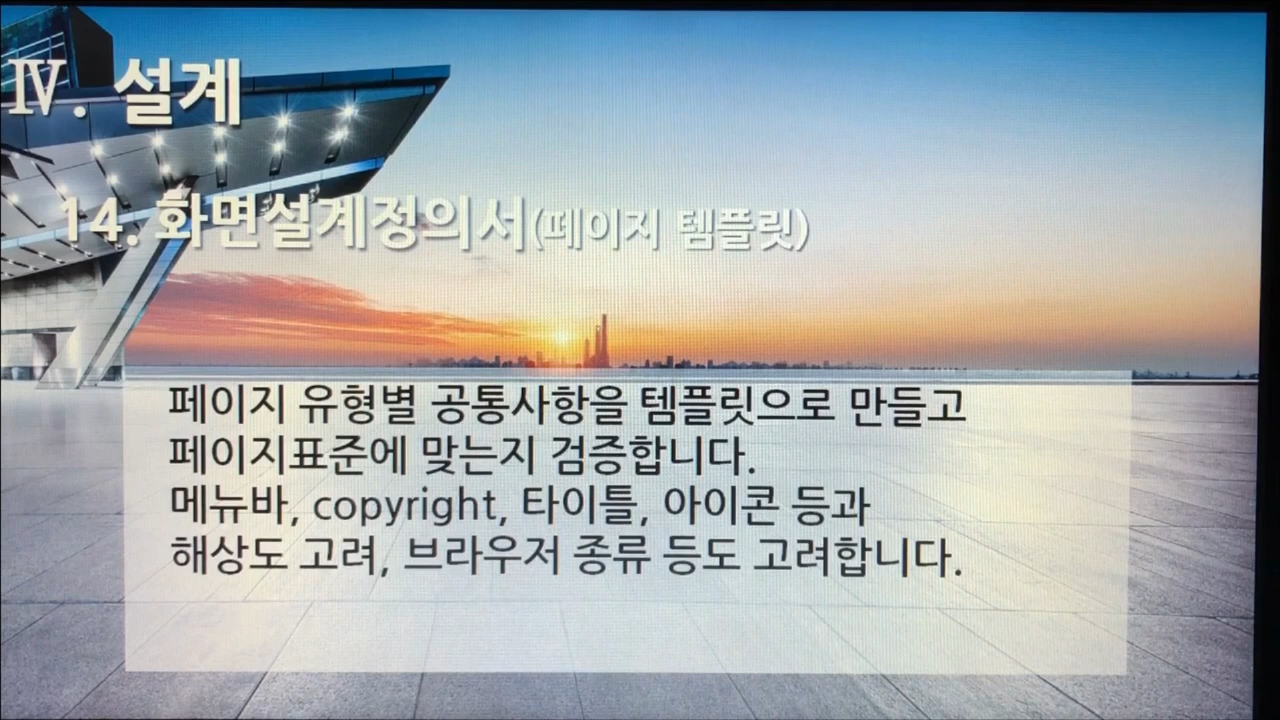 Ⅳ. 설계
14. 화면설계정의서(페이지 템플릿)
페이지 유형별 공통사항을 템플릿으로 만들고
페이지표준에 맞는지 검증합니다.
메뉴바, copyright, 타이틀, 아이콘 등과
해상도 고려, 브라우저 종류 등도 고려합니다.